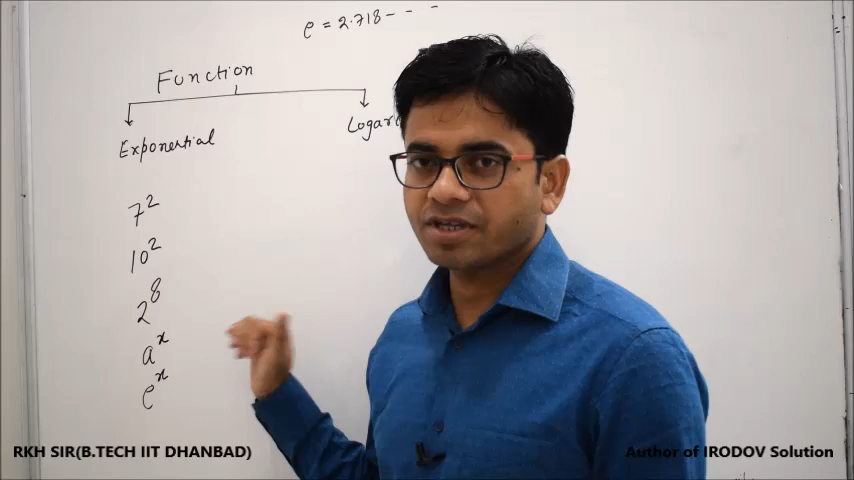 e = 2.718- - -
Function
Exponential
7²
10²
2⁸
aˣ
eˣ
RKH SIR(B.TECH IIT DHANBAD) Author of IRODOV Solution